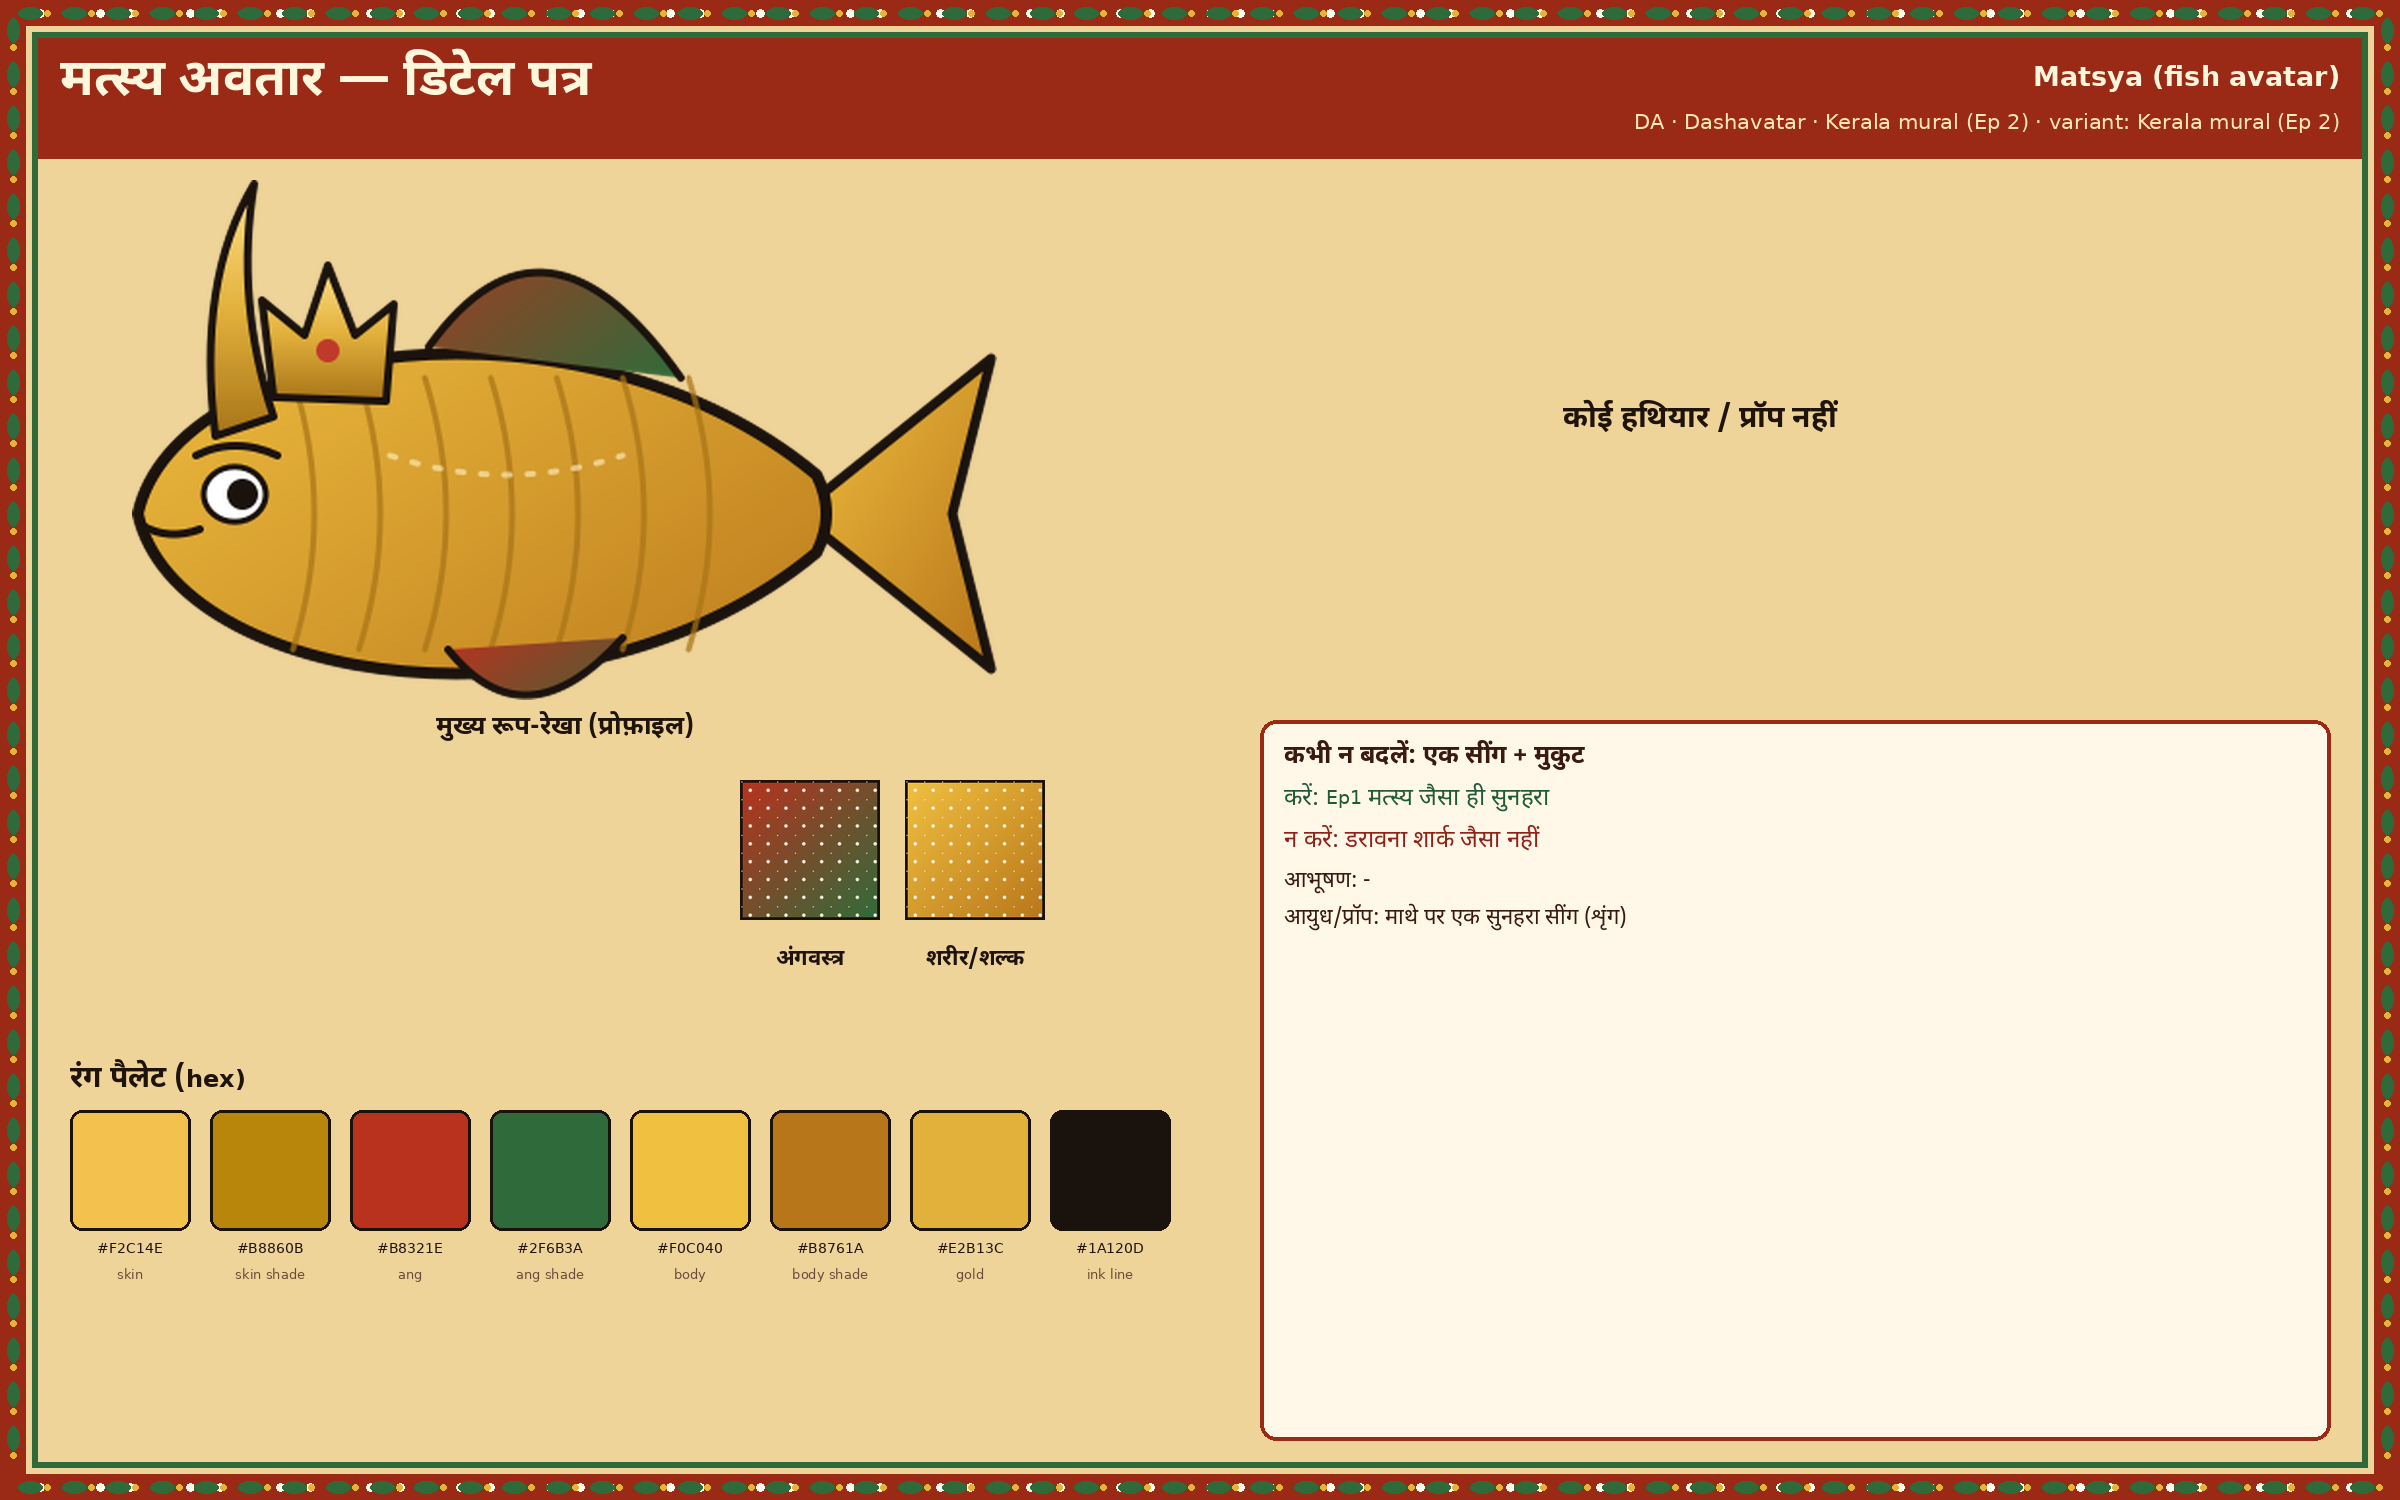 मत्स्य अवतार — डिटेल पत्र
Matsya (fish avatar)
DA · Dashavatar · Kerala mural (Ep 2) · variant: Kerala mural (Ep 2)
कोई हथियार / प्रॉप नहीं
मुख्य रूप-रेखा (प्रोफ़ाइल)
कभी न बदलें: एक सींग + मुकुट
करें: Ep1 मत्स्य जैसा ही सुनहरा
न करें: डरावना शार्क जैसा नहीं
आभूषण: -
आयुध/प्रॉप: माथे पर एक सुनहरा सींग (शृंग)
अंगवस्त्र
शरीर/शल्क
रंग पैलेट (hex)
#F2C14E
#B8860B
#B8321E
#2F6B3A
#F0C040
#B8761A
#E2B13C
#1A120D
skin
skin shade
ang
ang shade
body
body shade
gold
ink line